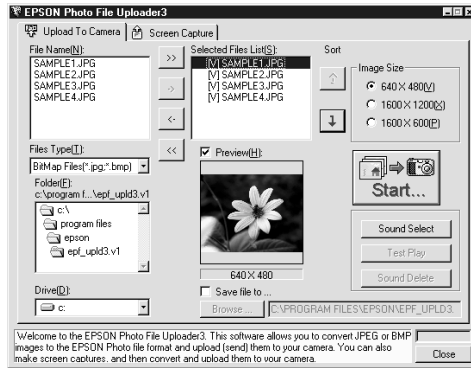 EPSON Photo File Uploader3
Upload To Camera
Screen Capture
File Name(N):
SAMPLE1.JPG
SAMPLE2.JPG
SAMPLE3.JPG
SAMPLE4.JPG
>>
->
<-
<<
Selected Files List(S):
[V] SAMPLE1.JPG
[V] SAMPLE2.JPG
[V] SAMPLE3.JPG
[V] SAMPLE4.JPG
Sort
Image Size
640 X 480(V)
1600 X 1200(X)
1600 X 600(P)
Files Type(T):
BitMap Files(*.jpg;*.bmp)
Folder(F):
c:\program f...\epf_upld3.v1
c:\
program files
epson
epf_upld3.v1
Drive(D):
c:
Preview(H):
640 X 480
Save file to ...
Browse ...
C:\PROGRAM FILES\EPSON\EPF_UPLD3.
Start...
Sound Select
Test Play
Sound Delete
Welcome to the EPSON Photo File Uploader3. This software allows you to convert JPEG or BMP
images to the EPSON Photo file format and upload (send) them to your camera. You can also
make screen captures. and then convert and upload them to your camera.
Close